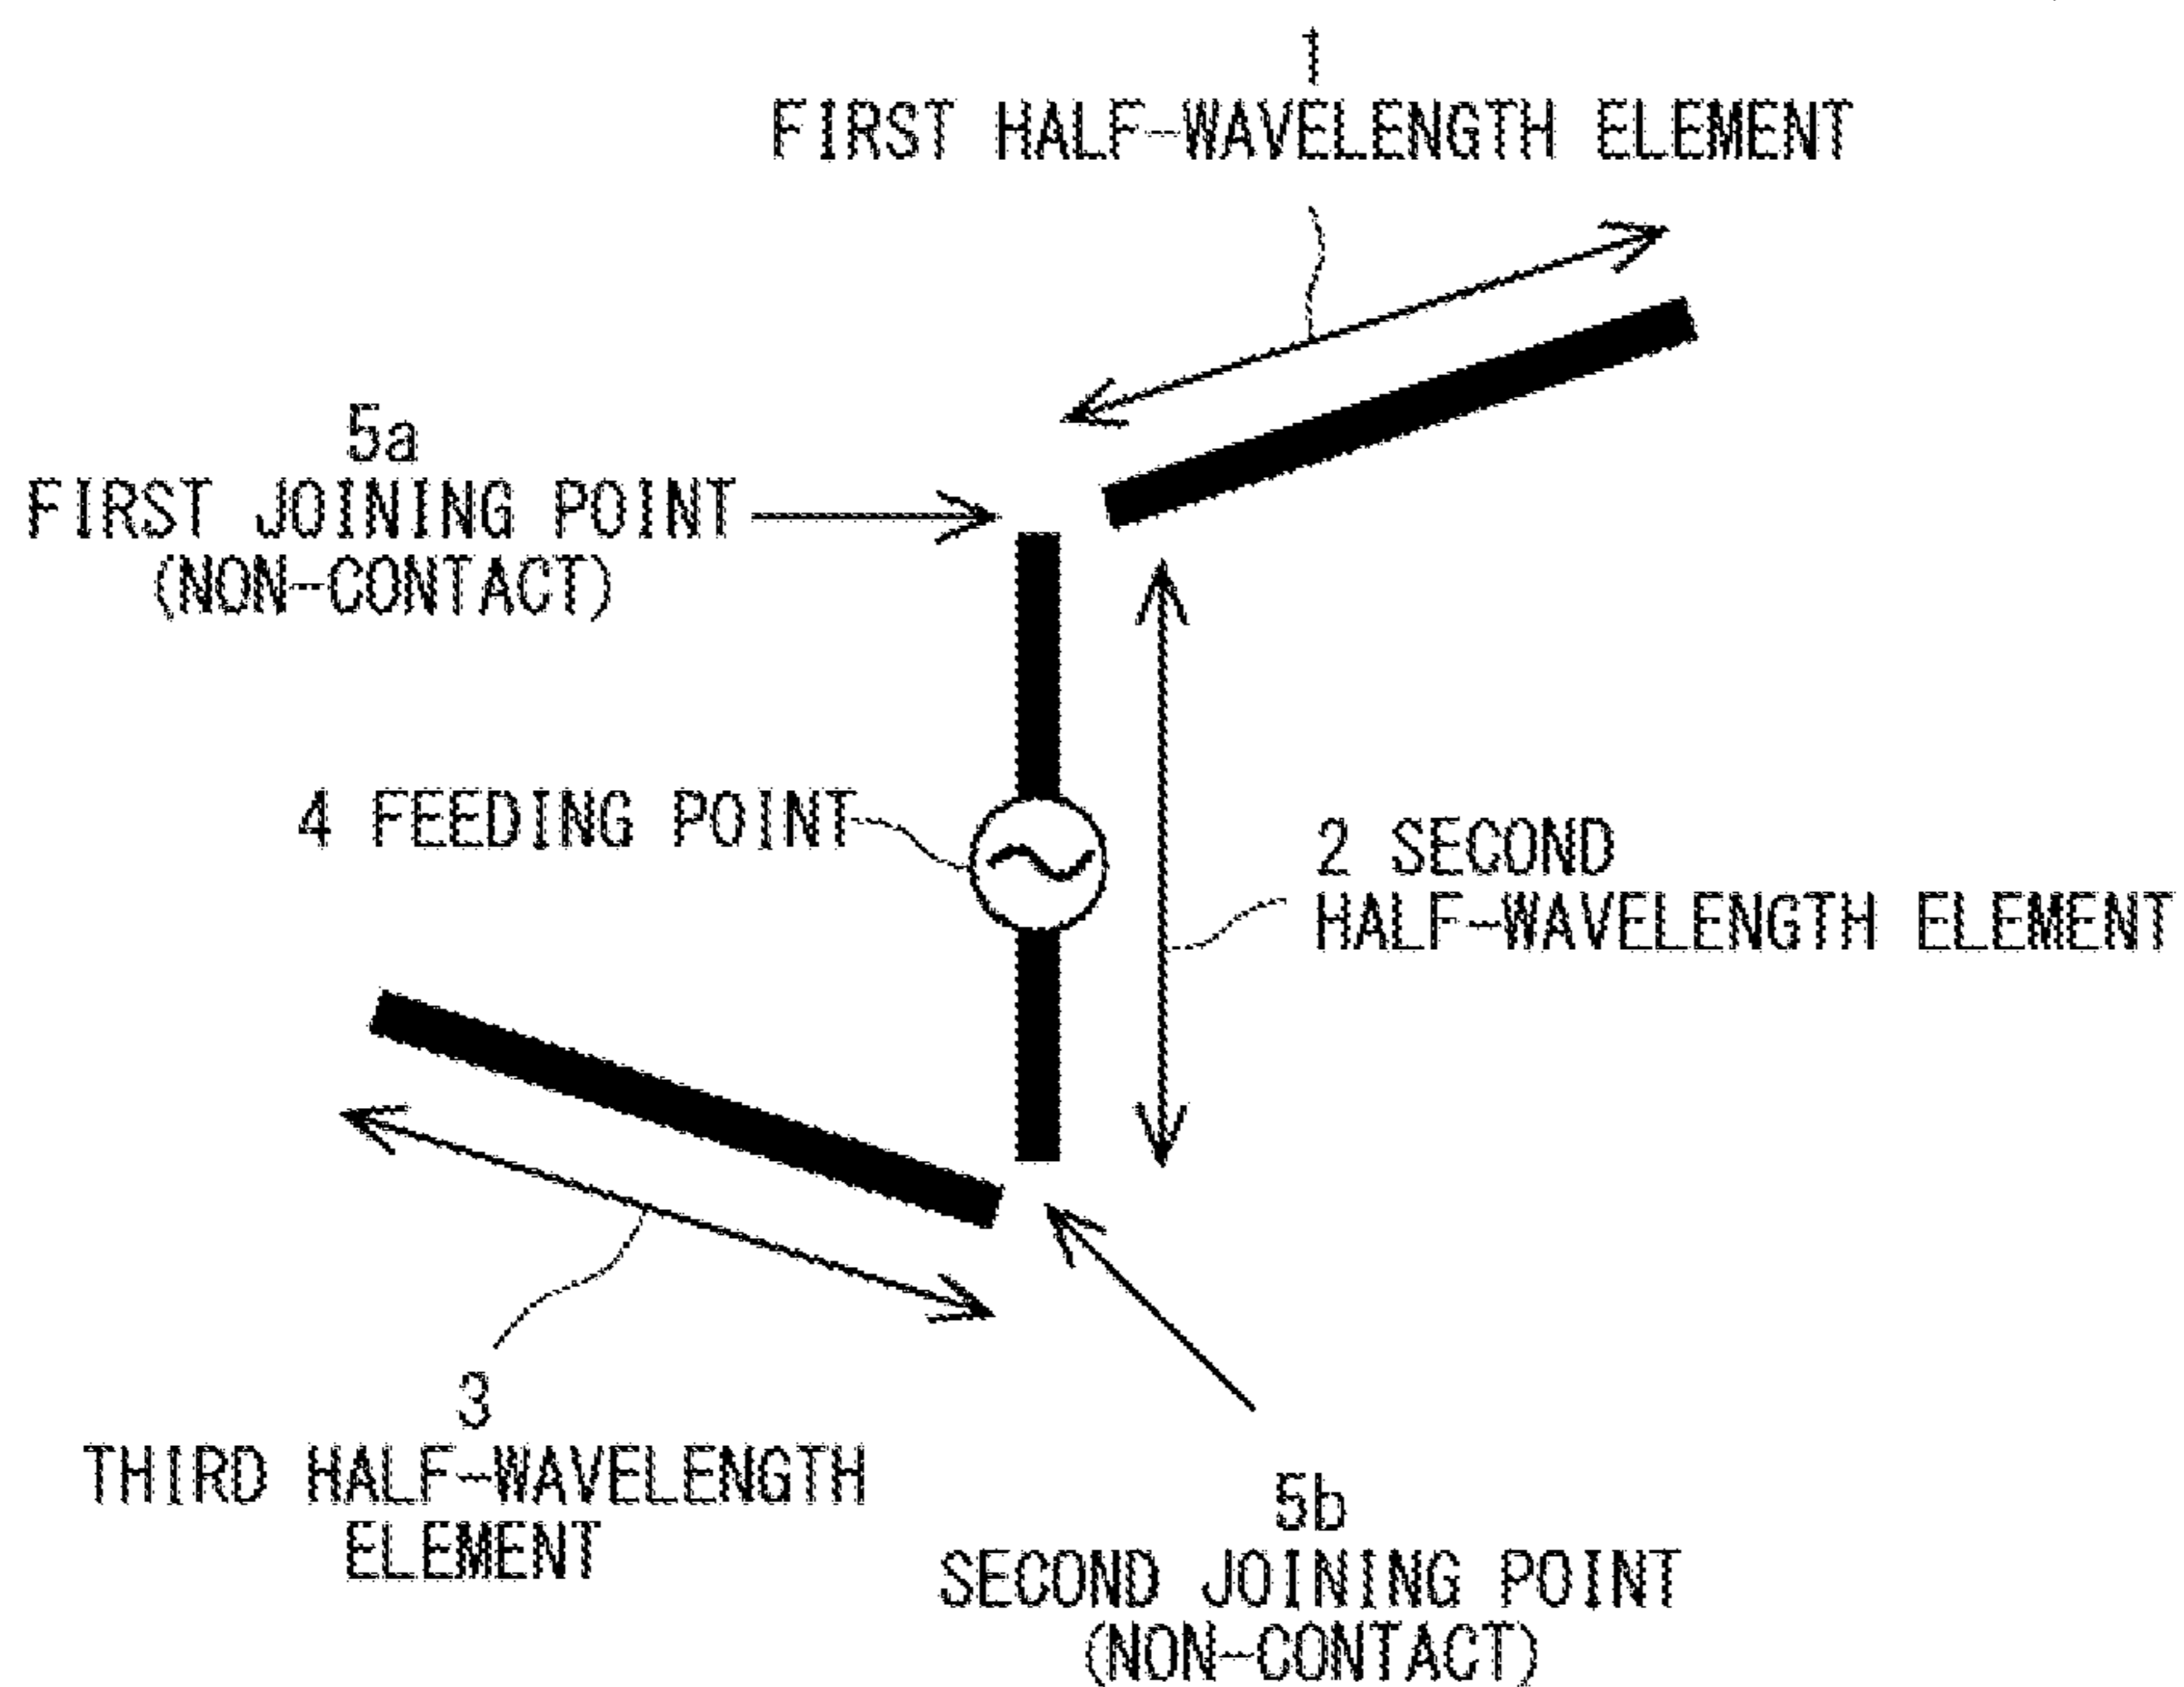 1
FIRST HALF-WAVELENGTH ELEMENT
5a
FIRST JOINING POINT
(NON-CONTACT)
4 FEEDING POINT
2 SECOND
HALF-WAVELENGTH ELEMENT
3
THIRD HALF-WAVELENGTH
ELEMENT
5b
SECOND JOINING POINT
(NON-CONTACT)